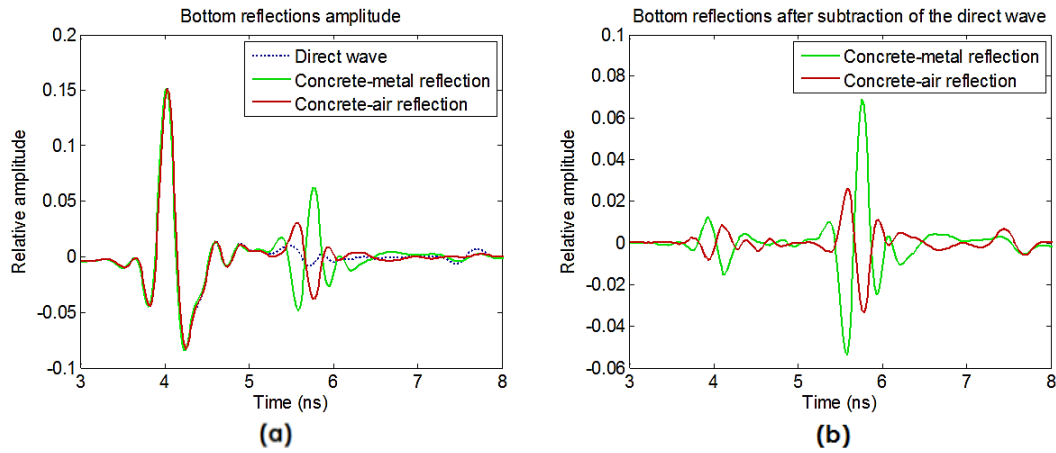 Bottom reflections amplitude
0.2
0.15
0.1
0.05
0
-0.05
-0.1
Relative amplitude
Direct wave
Concrete-metal reflection
Concrete-air reflection
3 4 5 6 7 8
Time (ns)
(a)
Bottom reflections after subtraction of the direct wave
0.1
0.08
0.06
0.04
0.02
0
-0.02
-0.04
0.06
Relative amplitude
Concrete-metal reflection
Concrete-air reflection
3 4 5 6 7 8
Time (ns)
(b)